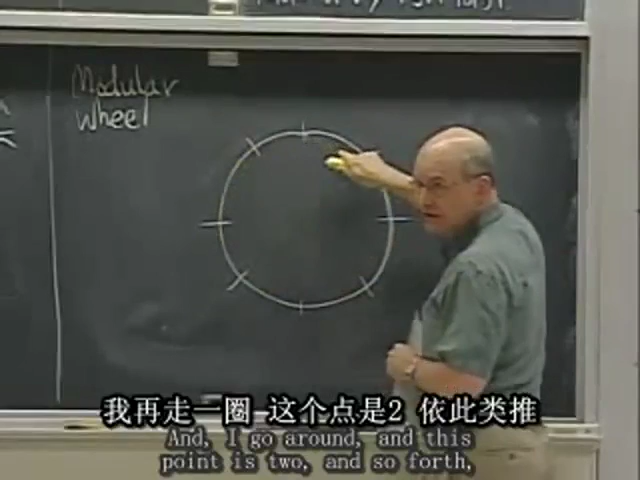 Modular
wheel
我再走一圈 这个点是2 依此类推
And, I go around, and this
point is two, and so forth,